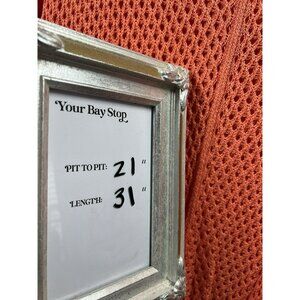 Your Bay Stop
PIT TO PIT: 21 "
LENGTH: 31 "